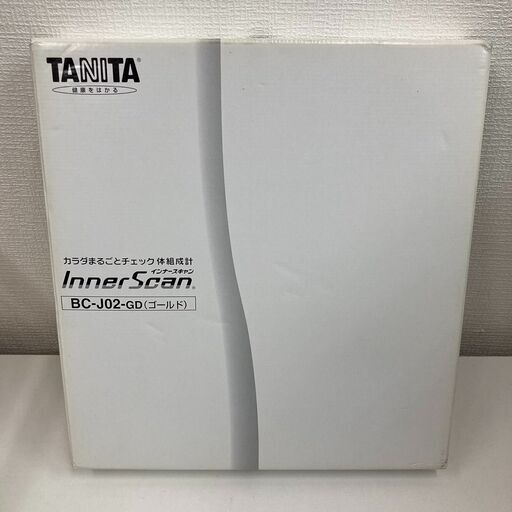 TANITA®
健康をはかる
カラダまるごとチェック 体組成計
インナースキャン
InnerScan®
BC-J02-GD(ゴールド)